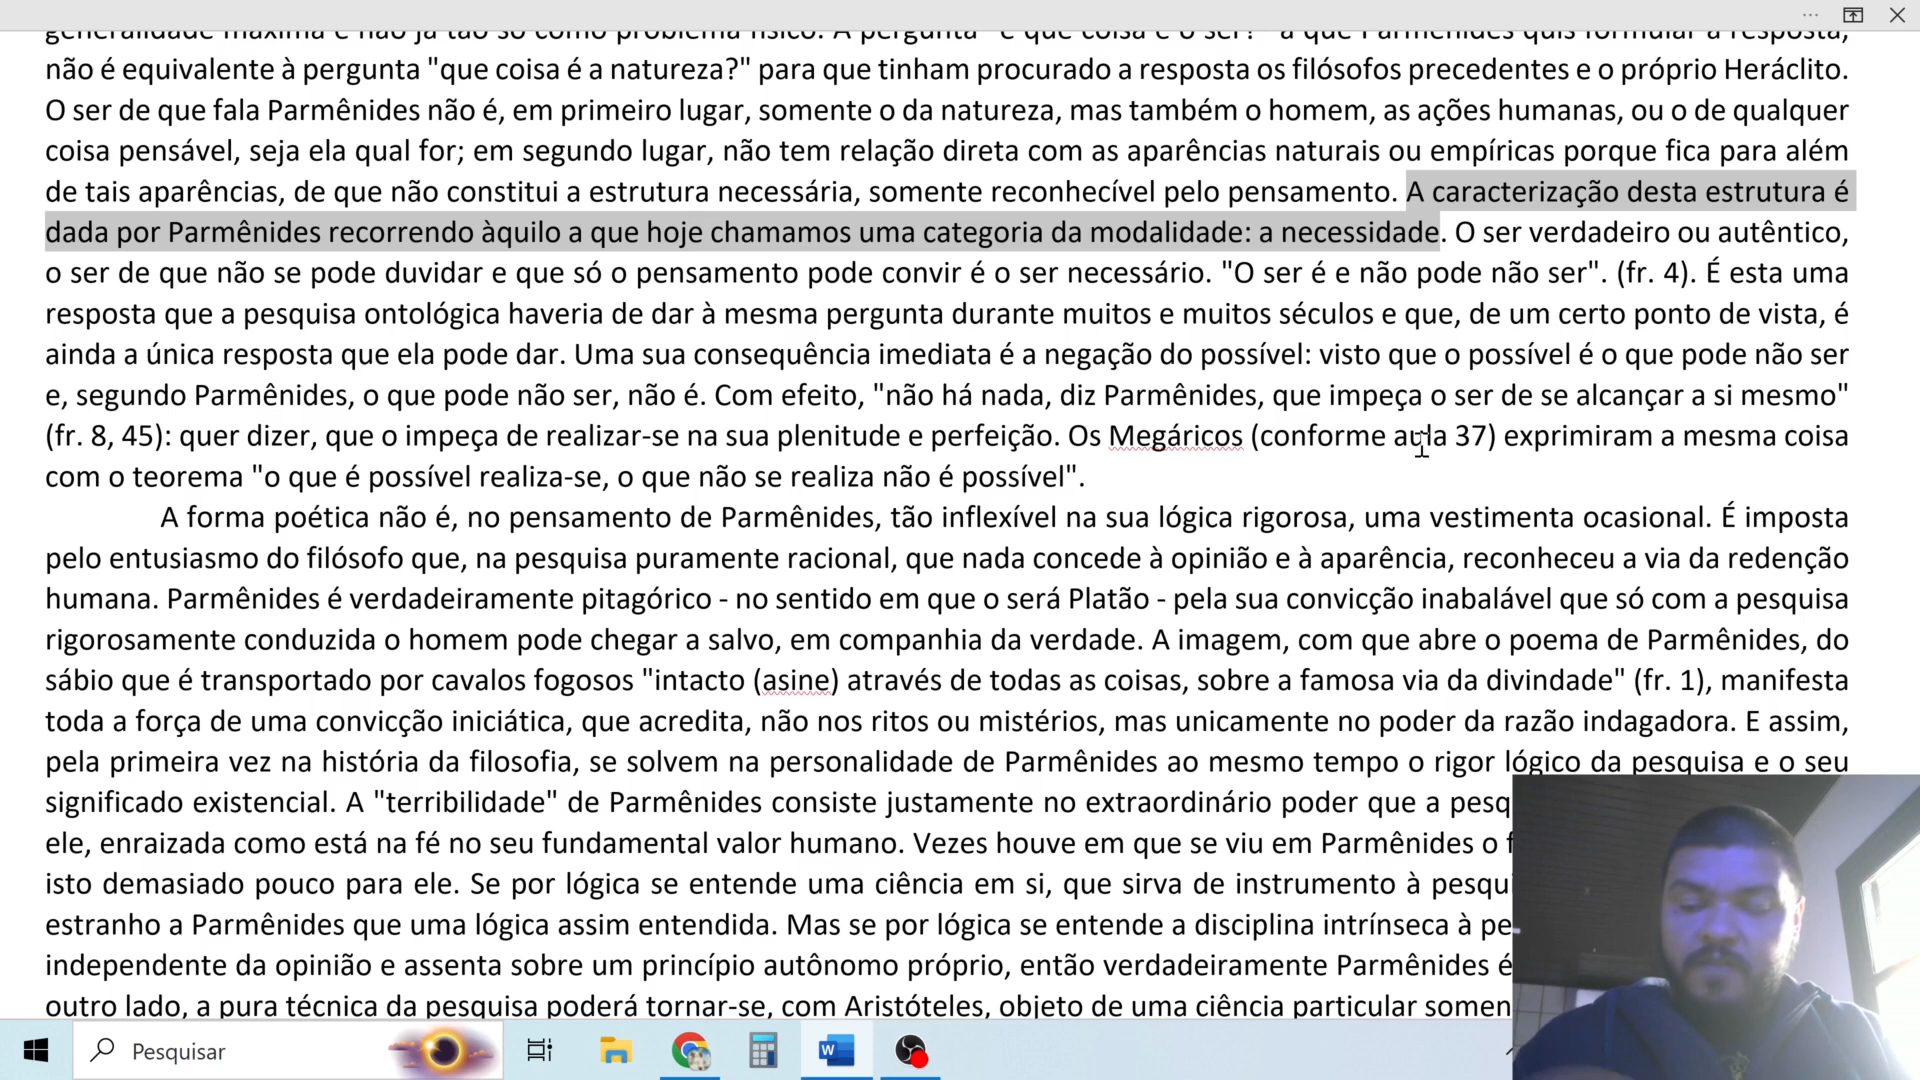 generalidade máxima e não já tão só como problema físico. A pergunta "e que coisa é o ser?" a que Parmênides quis formular a resposta,
não é equivalente à pergunta "que coisa é a natureza?" para que tinham procurado a resposta os filósofos precedentes e o próprio Heráclito.
O ser de que fala Parmênides não é, em primeiro lugar, somente o da natureza, mas também o homem, as ações humanas, ou o de qualquer
coisa pensável, seja ela qual for; em segundo lugar, não tem relação direta com as aparências naturais ou empíricas porque fica para além
de tais aparências, de que não constitui a estrutura necessária, somente reconhecível pelo pensamento. A caracterização desta estrutura é
dada por Parmênides recorrendo àquilo a que hoje chamamos uma categoria da modalidade: a necessidade. O ser verdadeiro ou autêntico,
o ser de que não se pode duvidar e que só o pensamento pode convir é o ser necessário. "O ser é e não pode não ser". (fr. 4). É esta uma
resposta que a pesquisa ontológica haveria de dar à mesma pergunta durante muitos e muitos séculos e que, de um certo ponto de vista, é
ainda a única resposta que ela pode dar. Uma sua consequência imediata é a negação do possível: visto que o possível é o que pode não ser
e, segundo Parmênides, o que pode não ser, não é. Com efeito, "não há nada, diz Parmênides, que impeça o ser de se alcançar a si mesmo"
(fr. 8, 45): quer dizer, que o impeça de realizar-se na sua plenitude e perfeição. Os Megáricos (conforme aula 37) exprimiram a mesma coisa
com o teorema "o que é possível realiza-se, o que não se realiza não é possível".
A forma poética não é, no pensamento de Parmênides, tão inflexível na sua lógica rigorosa, uma vestimenta ocasional. É imposta
pelo entusiasmo do filósofo que, na pesquisa puramente racional, que nada concede à opinião e à aparência, reconheceu a via da redenção
humana. Parmênides é verdadeiramente pitagórico - no sentido em que o será Platão - pela sua convicção inabalável que só com a pesquisa
rigorosamente conduzida o homem pode chegar a salvo, em companhia da verdade. A imagem, com que abre o poema de Parmênides, do
sábio que é transportado por cavalos fogosos "intacto (asine) através de todas as coisas, sobre a famosa via da divindade" (fr. 1), manifesta
toda a força de uma convicção iniciática, que acredita, não nos ritos ou mistérios, mas unicamente no poder da razão indagadora. E assim,
pela primeira vez na história da filosofia, se solvem na personalidade de Parmênides ao mesmo tempo o rigor lógico da pesquisa e o seu
significado existencial. A "terribilidade" de Parmênides consiste justamente no extraordinário poder que a pesq
ele, enraizada como está na fé no seu fundamental valor humano. Vezes houve em que se viu em Parmênides o f
isto demasiado pouco para ele. Se por lógica se entende uma ciência em si, que sirva de instrumento à pesqui
estranho a Parmênides que uma lógica assim entendida. Mas se por lógica se entende a disciplina intrínseca à pe
independente da opinião e assenta sobre um princípio autônomo próprio, então verdadeiramente Parmênides é
outro lado, a pura técnica da pesquisa poderá tornar-se, com Aristóteles, objeto de uma ciência particular somen
Pesquisar